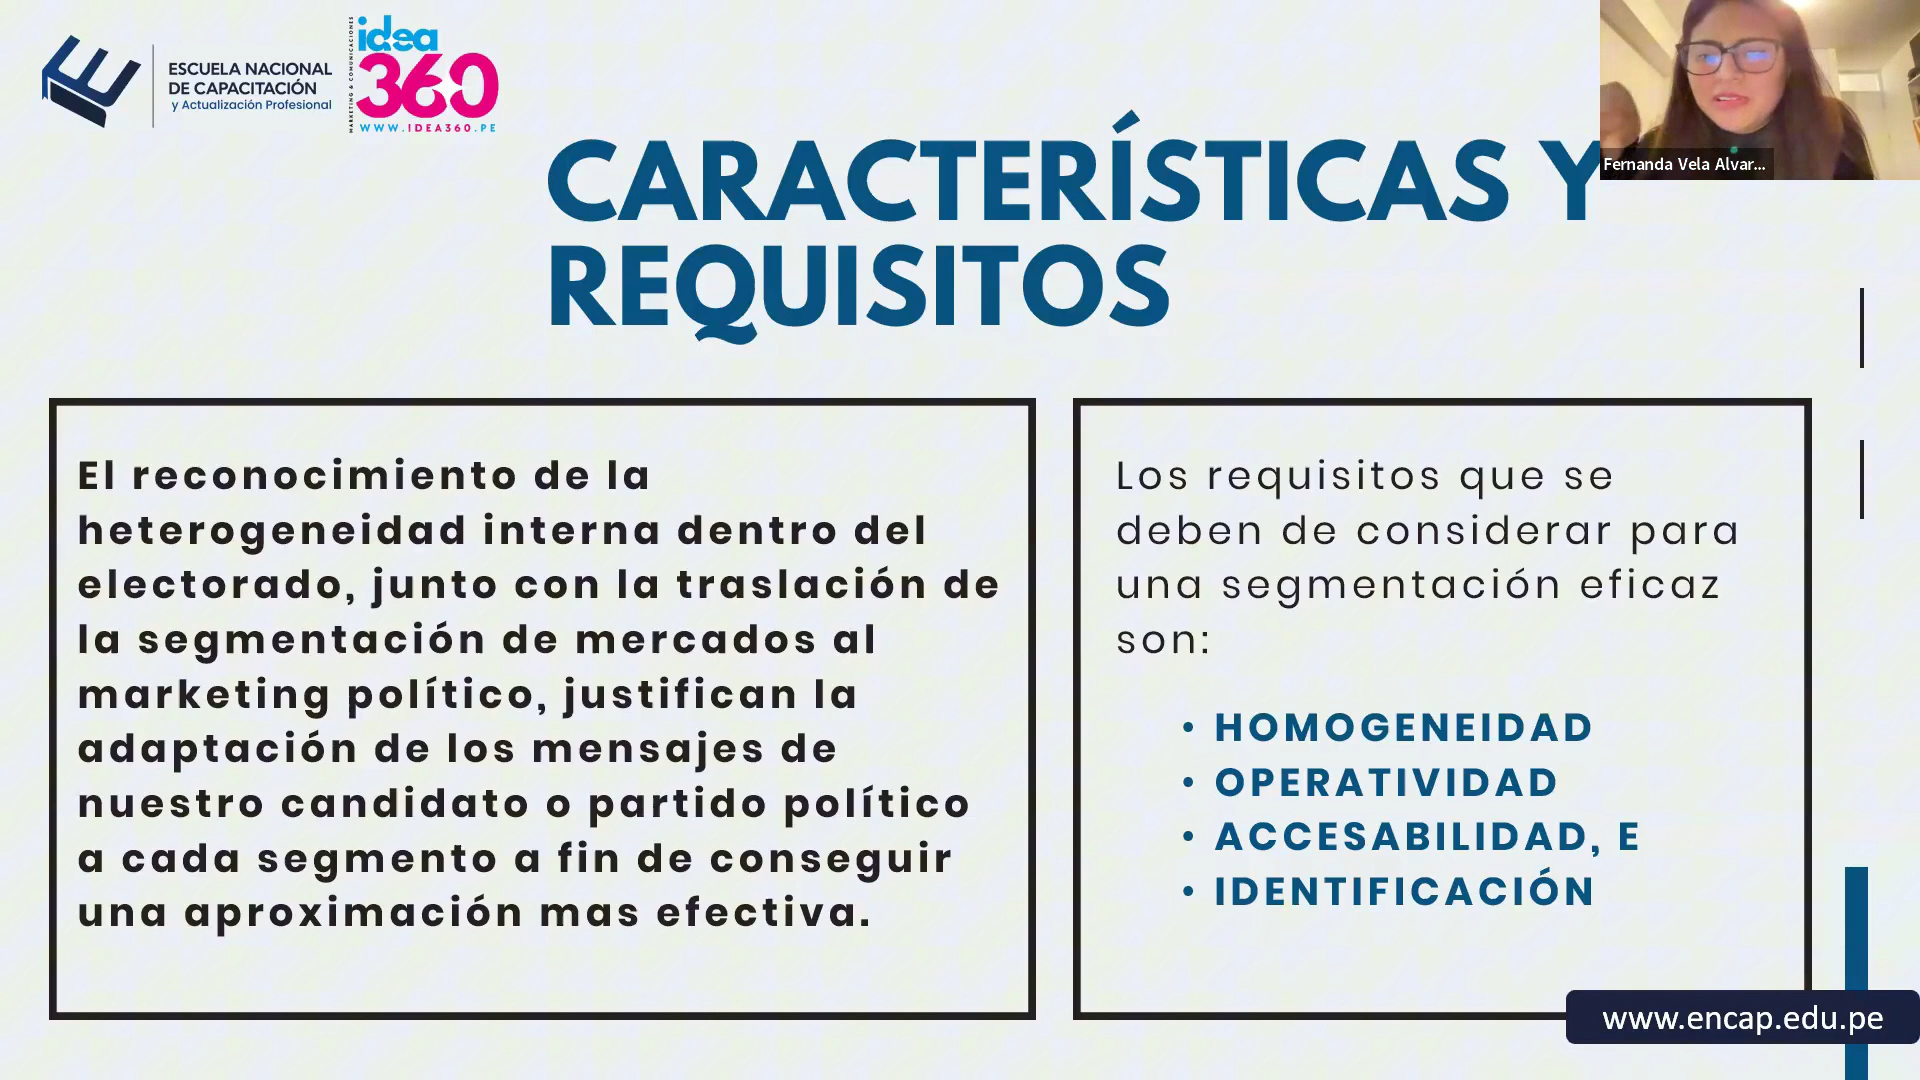 ESCUELA NACIONAL
DE CAPACITACIÓN
y Actualización Profesional
MARKETING & COMUNICACIONES
idea
360
WWW.IDEA360.PE
Fernanda Vela Alvar...
CARACTERÍSTICAS Y
REQUISITOS
El reconocimiento de la
heterogeneidad interna dentro del
electorado, junto con la traslación de
la segmentación de mercados al
marketing político, justifican la
adaptación de los mensajes de
nuestro candidato o partido político
a cada segmento a fin de conseguir
una aproximación mas efectiva.
Los requisitos que se
deben de considerar para
una segmentación eficaz
son:
• HOMOGENEIDAD
• OPERATIVIDAD
• ACCESABILIDAD, E
• IDENTIFICACIÓN
www.encap.edu.pe